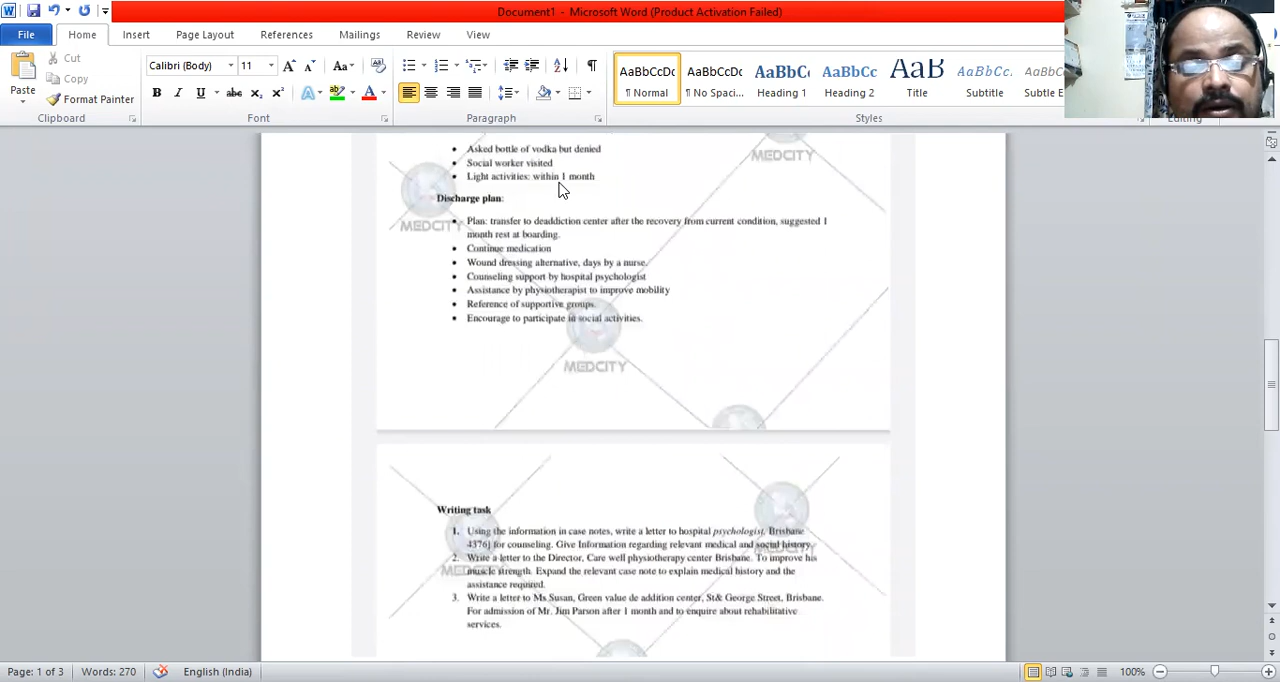 Document1 - Microsoft Word (Product Activation Failed)
File Home Insert Page Layout References Mailings Review View
Cut
Copy
Format Painter
Paste
Calibri (Body) 11
AaBbCcDc AaBbCcDc AaBbC AaBbCc AaB AaBbCc. AaBbCc
¶ Normal ¶ No Spaci... Heading 1 Heading 2 Title Subtitle Subtle E
Clipboard Font Paragraph Styles Editing
• Asked bottle of vodka but denied
• Social worker visited
• Light activities: within 1 month
Discharge plan:
• Plan: transfer to deaddiction center after the recovery from current condition, suggested 1
month rest at boarding.
• Continue medication
• Wound dressing alternative, days by a nurse.
• Counseling support by hospital psychologist
• Assistance by physiotherapist to improve mobility
• Reference of supportive groups.
• Encourage to participate in social activities.
MEDCITY
MEDCITY
MEDCITY
Writing task
1. Using the information in case notes, write a letter to hospital psychologist, Brisbane
4376] for counseling. Give Information regarding relevant medical and social history.
2. Write a letter to the Director, Care well physiotherapy center Brisbane. To improve his
muscle strength. Expand the relevant case note to explain medical history and the
assistance required.
3. Write a letter to Ms Susan, Green value de addition center, St& George Street, Brisbane.
For admission of Mr. Jim Parson after 1 month and to enquire about rehabilitative
services.
MEDCITY
MEDCITY
Page: 1 of 3 Words: 270 English (India) 100%